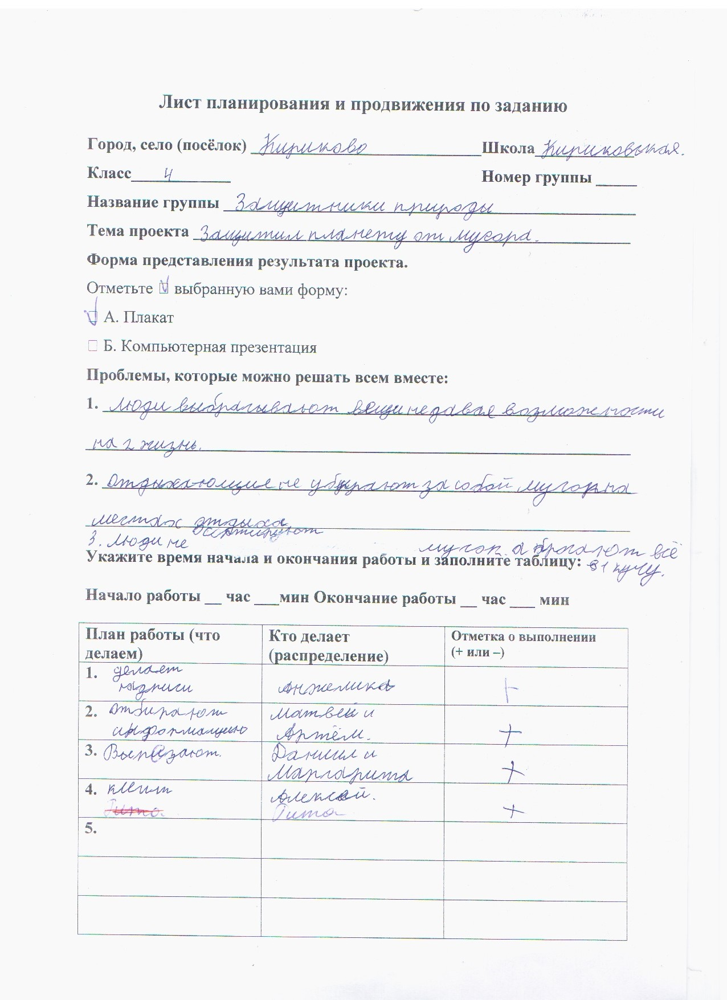 Лист планирования и продвижения по заданию
Город, село (посёлок) Кириково Школа Кириковская.
Класс 4 Номер группы
Название группы Защитники природы
Тема проекта Защитим планету от мусора.
Форма представления результата проекта.
Отметьте ☑ выбранную вами форму:
☑ А. Плакат
☐ Б. Компьютерная презентация
Проблемы, которые можно решать всем вместе:
1. Люди выбрасывают вещи не давая возможности
на 2 жизнь.
2. Отдыхающие не убирают за собой мусор на
местах отдыха
3. Люди не мусор а бросают всё
в 1 кучу.
Укажите время начала и окончания работы и заполните таблицу:
Начало работы __ час ___мин Окончание работы __ час ___ мин
План работы (что делаем) Кто делает (распределение) Отметка о выполнении (+ или –)
1. делает Анжелика +
2. отбирают информацию Матвей и Артём. +
3. Вырезают. Даниил и Маргарита +
4. клеит Алексей. Рита +
5.